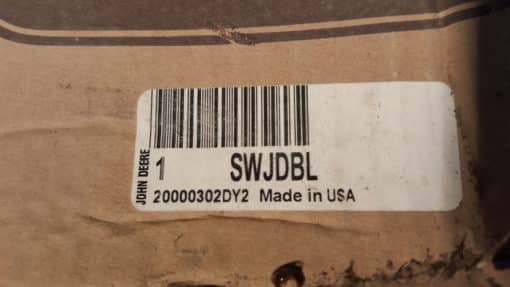 JOHN DEERE
1 SWJDBL
20000302DY2 Made in USA